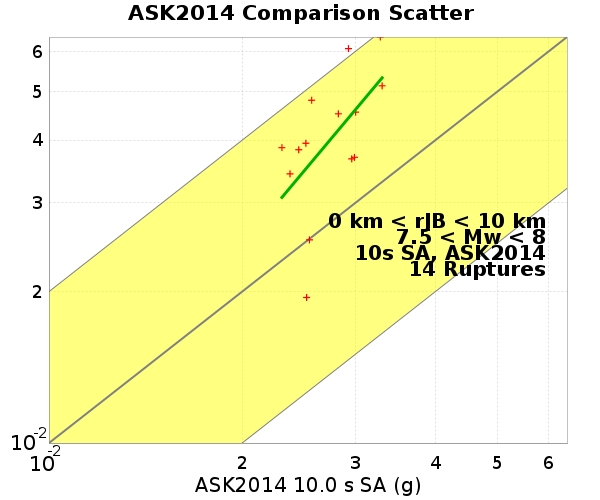 ASK2014 Comparison Scatter
6
5
4
3
2
10-2
0 km < rJB < 10 km
7.5 < Mw < 8
10s SA, ASK2014
14 Ruptures
10-2
2
3
4
5
6
ASK2014 10.0 s SA (g)